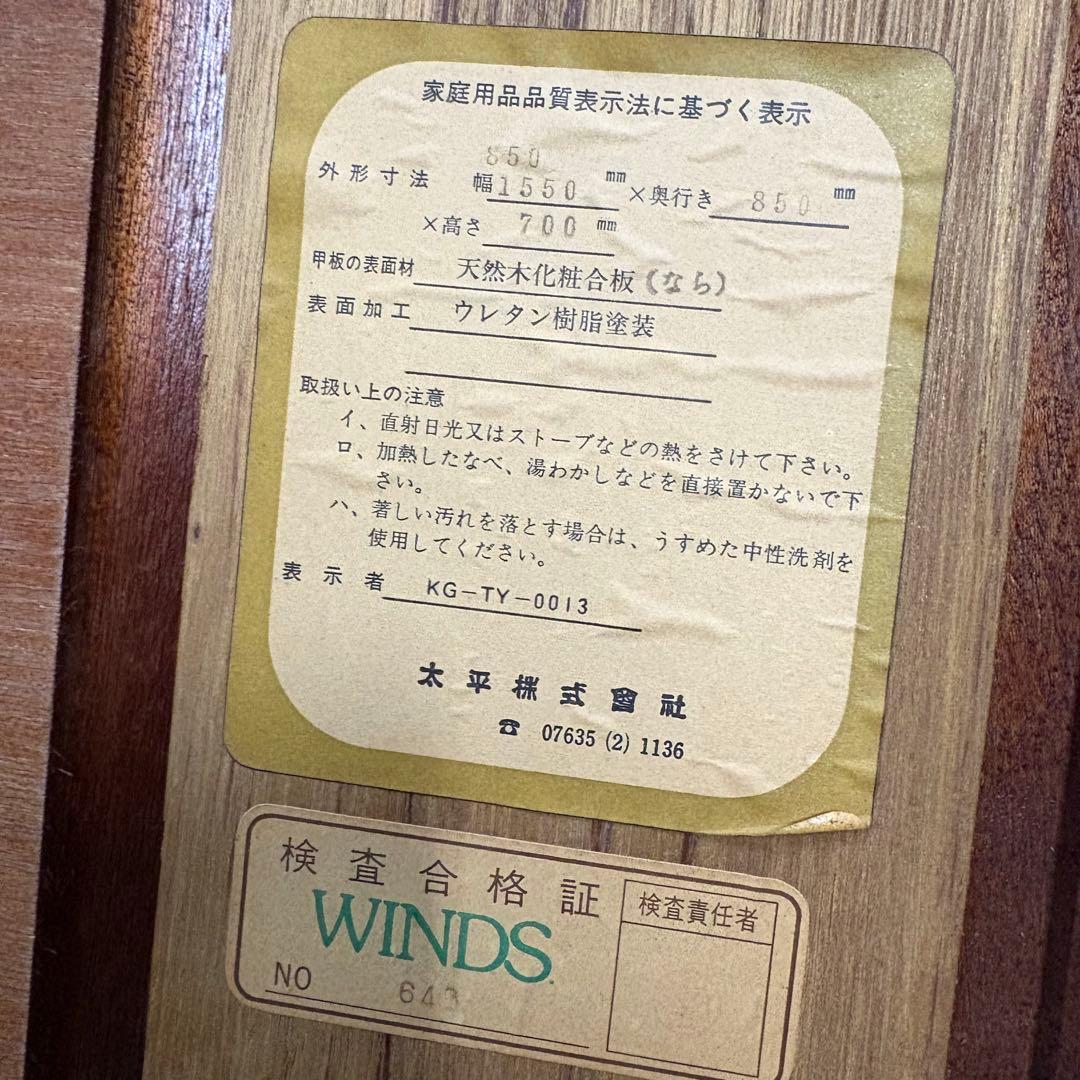 家庭用品品質表示法に基づく表示
850
外形寸法 幅1550mm×奥行き 850mm
×高さ 700mm
甲板の表面材 天然木化粧合板(なら)
表面加工 ウレタン樹脂塗装
取扱い上の注意
イ、直射日光又はストーブなどの熱をさけて下さい。
ロ、加熱したなべ、湯わかしなどを直接置かないで下
さい。
ハ、著しい汚れを落とす場合は、うすめた中性洗剤を
使用してください。
表示者 KG-TY-0013
太平株式會社
☎ 07635 (2) 1136
検査合格証
検査責任者
WINDS
NO